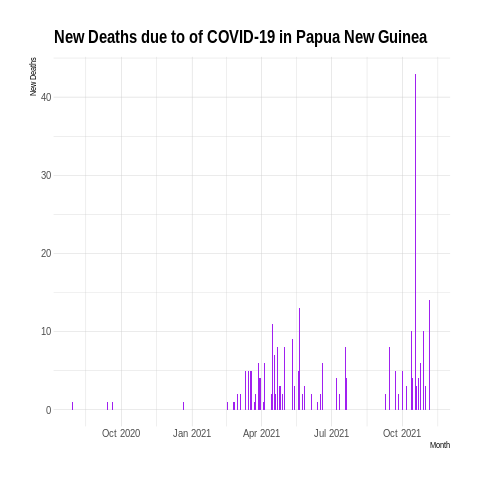 New Deaths due to of COVID-19 in Papua New Guinea
New Deaths
40
30
20
10
0
Oct 2020 Jan 2021 Apr 2021 Jul 2021 Oct 2021
Month